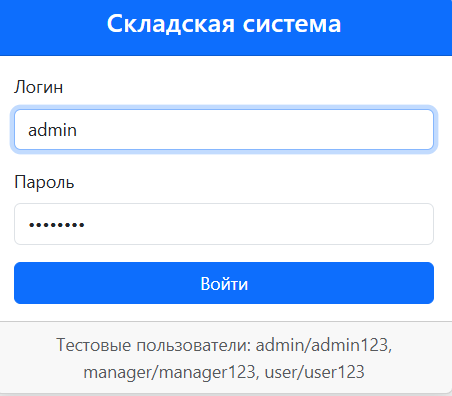 Складская система
Логин
admin
Пароль
••••••••
Войти
Тестовые пользователи: admin/admin123,
manager/manager123, user/user123